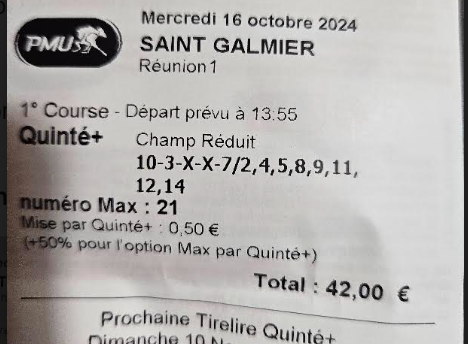 Mercredi 16 octobre 2024
PMU
SAINT GALMIER
Réunion 1
1° Course - Départ prévu à 13:55
Quinté+ Champ Réduit
10-3-X-X-7/2,4,5,8,9,11,
12,14
numéro Max : 21
Mise par Quinté+ : 0,50 €
(+50% pour l'option Max par Quinté+)
Total : 42,00 €
Prochaine Tirelire Quinté+
Dimanche 10